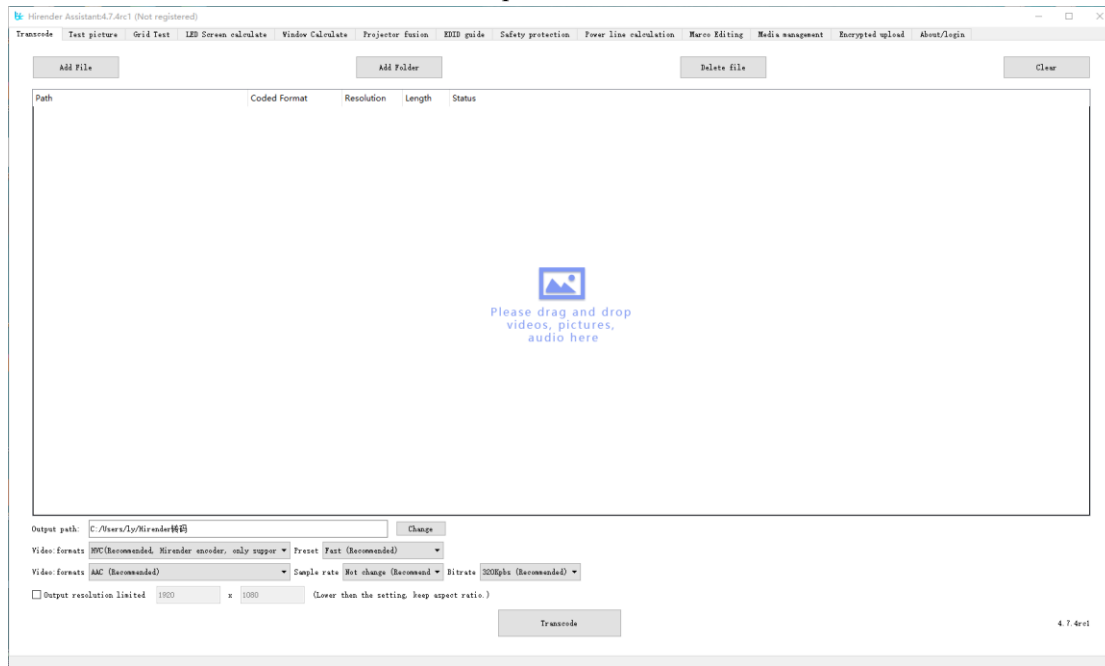 Hirender Assistant:4.7.4rc1 (Not registered)
Transcode Test picture Grid Test LED Screen calculate Window Calculate Projector fusion EDID guide Safety protection Power line calculation Marco Editing Media management Encrypted upload About/Login
Add File Add Folder Delete file Clear
Path Coded Format Resolution Length Status
Please drag and drop
videos, pictures,
audio here
Output path: C:/Users/ly/Hirender转码 Change
Video:formats HVC(Recommended, Hirender encoder, only suppor Preset Fast (Recommended)
Video:formats AAC (Recommended) Sample rate Not change (Recommend Bitrate 320Kpbs (Recommended)
Output resolution limited 1920 x 1080 (Lower then the setting, keep aspect ratio.)
Transcode 4.7.4rc1